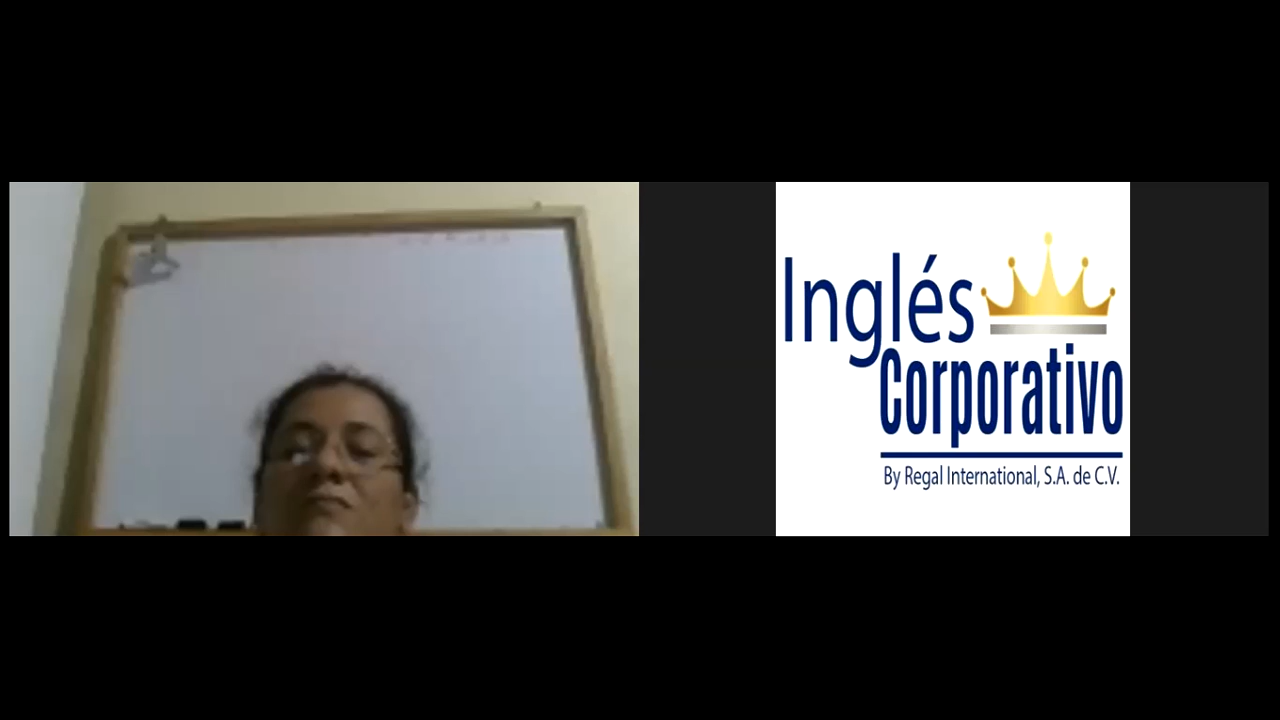 Inglés
Corporativo
By Regal International, S.A. de C.V.